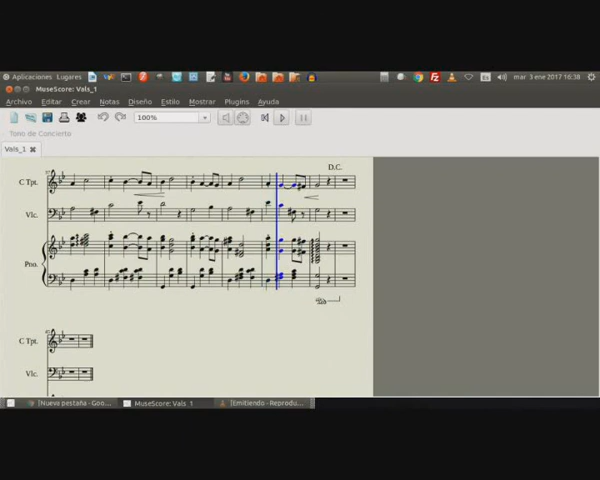 Aplicaciones Lugares Es mar 3 ene 2017 16:38
MuseScore: Vals_1
Archivo Editar Crear Notas Diseño Estilo Mostrar Plugins Ayuda
100%
Tono de Concierto
Vals_1
D.C.
C Tpt.
Vlc.
Pno.
C Tpt.
Vlc.
[Nueva pestaña - Goo... MuseScore: Vals_1 [Emitiendo - Reprodu...